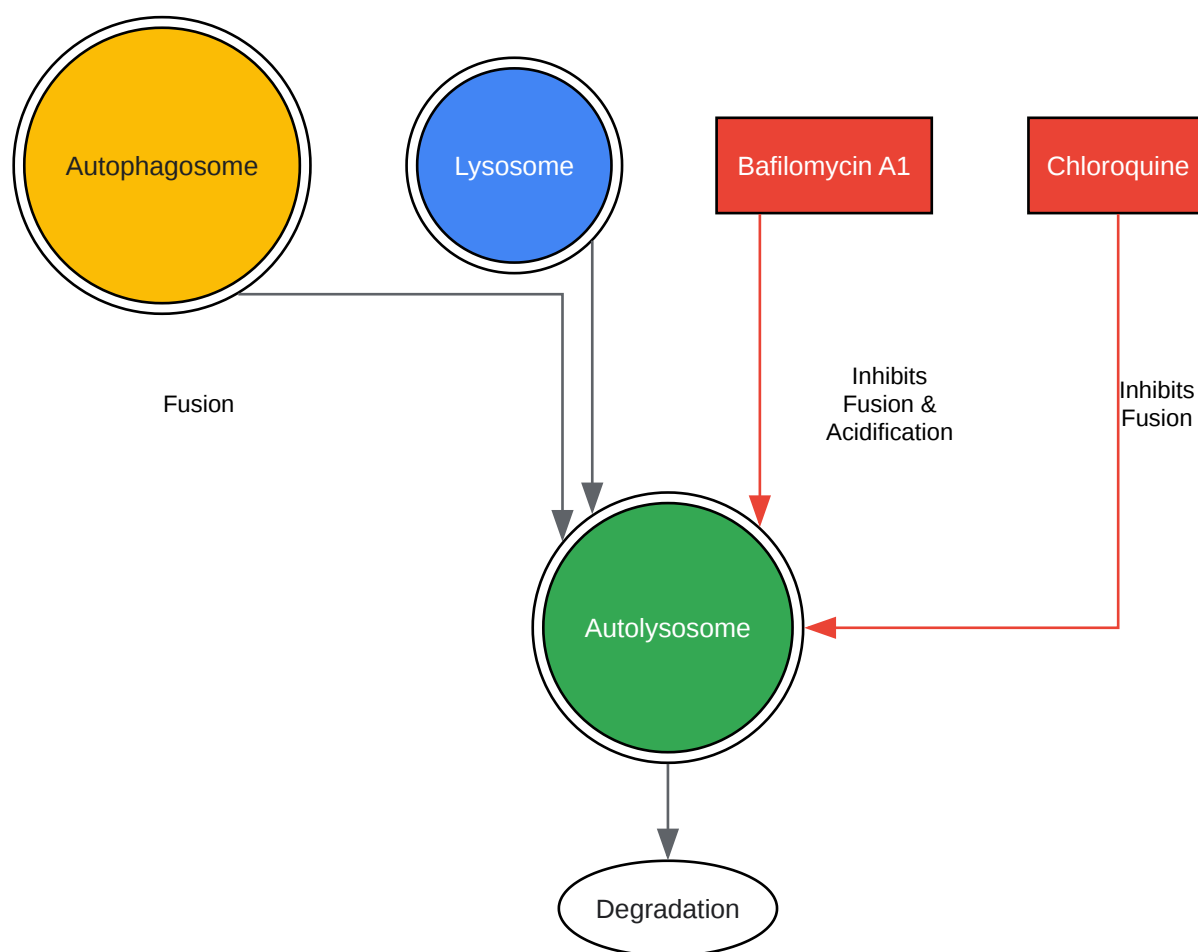 Autophagosome
Lysosome
Bafilomycin A1
Chloroquine
Fusion
Inhibits
Fusion &
Acidification
Inhibits
Fusion
Autolysosome
Degradation